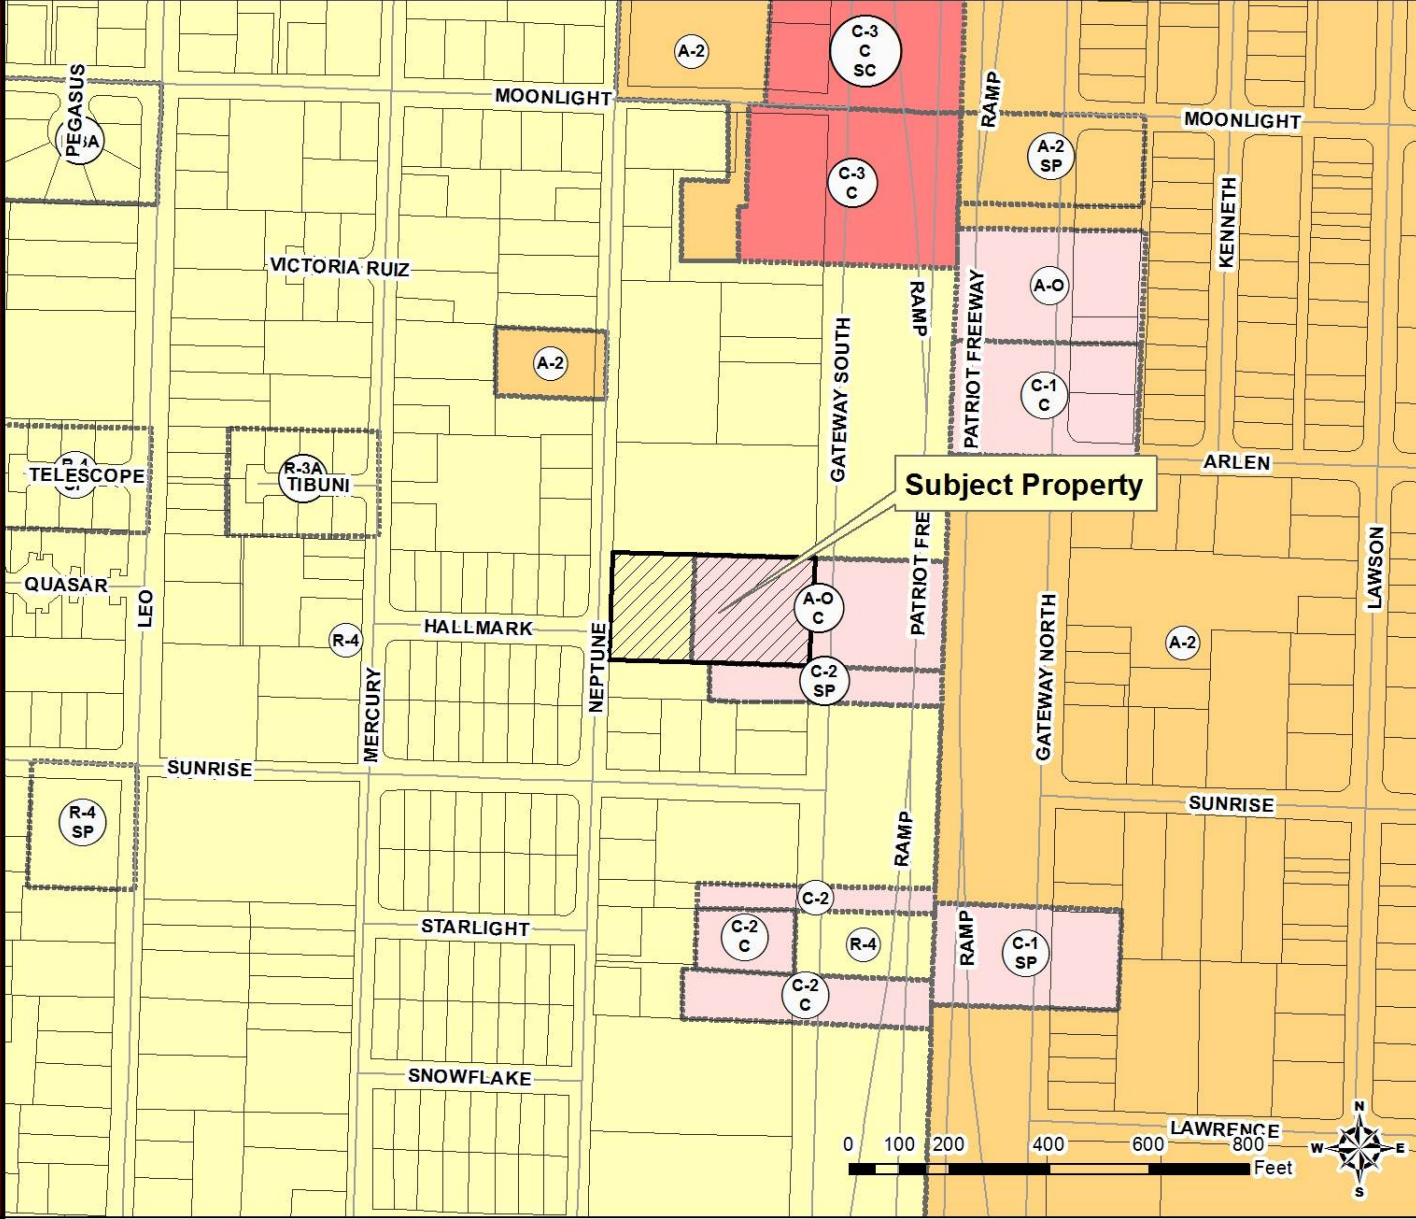 A-2
C-3
C
SC
PEGASUS
RAMP
MOONLIGHT
MOONLIGHT
A-2
SP
C-3
C
KENNETH
VICTORIA RUIZ
A-O
RAMP
PATRIOT FREEWAY
GATEWAY SOUTH
A-2
C-1
C
ARLEN
TELESCOPE
R-3A
TIBUNI
Subject Property
PATRIOT FRE
LAWSON
QUASAR
LEO
A-O
C
HALLMARK
R-4
NEPTUNE
GATEWAY NORTH
A-2
C-2
SP
MERCURY
SUNRISE
SUNRISE
R-4
SP
RAMP
C-2
STARLIGHT
C-2
C
R-4
RAMP
C-1
SP
C-2
C
SNOWFLAKE
LAWRENCE
0 100 200 400 600 800
Feet
N
W E
S